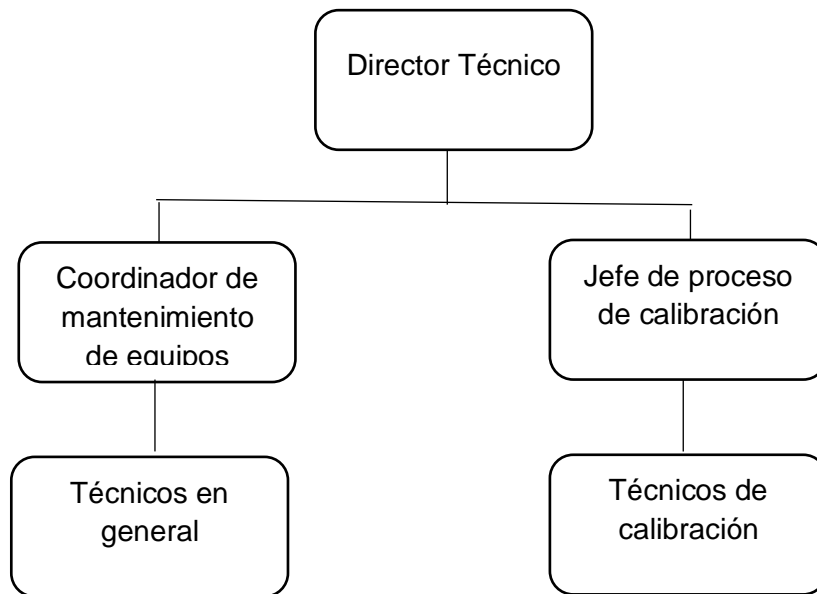 Director Técnico
Coordinador de
mantenimiento
de equipos
Jefe de proceso
de calibración
Técnicos en
general
Técnicos de
calibración